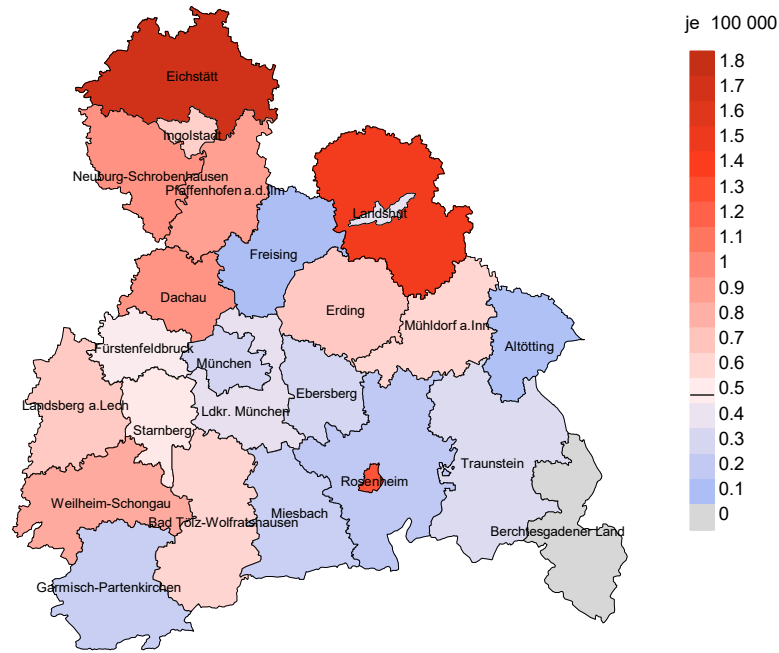 je 100 000
Eichstätt
Ingolstadt
Neuburg-Schrobenhausen
Pfaffenhofen a.d.Ilm
Landshut
Freising
Dachau
Erding
Mühldorf a.Inn
Altötting
Fürstenfeldbruck
München
Ebersberg
Landsberg a.Lech
Ldkr. München
Starnberg
Traunstein
Rosenheim
Weilheim-Schongau
Miesbach
Bad Tölz-Wolfratshausen
Berchtesgadener Land
Garmisch-Partenkirchen
1.8
1.7
1.6
1.5
1.4
1.3
1.2
1.1
1
0.9
0.8
0.7
0.6
0.5
0.4
0.3
0.2
0.1
0